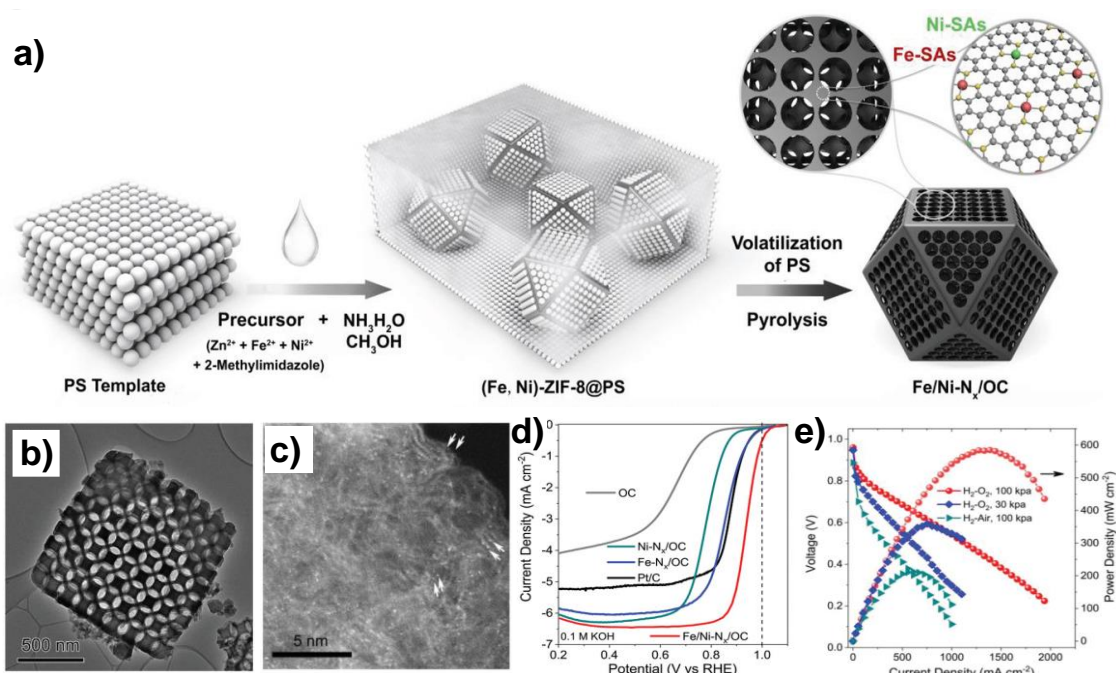 a)
Ni-SAs
Fe-SAs
Precursor + NH₃H₂O
(Zn²⁺ + Fe²⁺ + Ni²⁺ CH₃OH
+ 2-Methylimidazole)
Volatilization
of PS
Pyrolysis
PS Template
(Fe, Ni)-ZIF-8@PS
Fe/Ni-Nₓ/OC
b)
500 nm
c)
5 nm
d)
0
-1
-2
-3
-4
-5
-6
-7
Current Density (mA cm⁻²)
OC
Ni-Nₓ/OC
Fe-Nₓ/OC
Pt/C
0.1 M KOH
Fe/Ni-Nₓ/OC
0.2 0.4 0.6 0.8 1.0
Potential (V vs RHE)
e)
1.0
0.8
0.6
0.4
0.2
0.0
Voltage (V)
H₂-O₂, 100 kpa
H₂-O₂, 30 kpa
H₂-Air, 100 kpa
600
500
400
300
200
100
0
Power Density (mW cm⁻²)
0 500 1000 1500 2000
Current Density (mA cm⁻²)